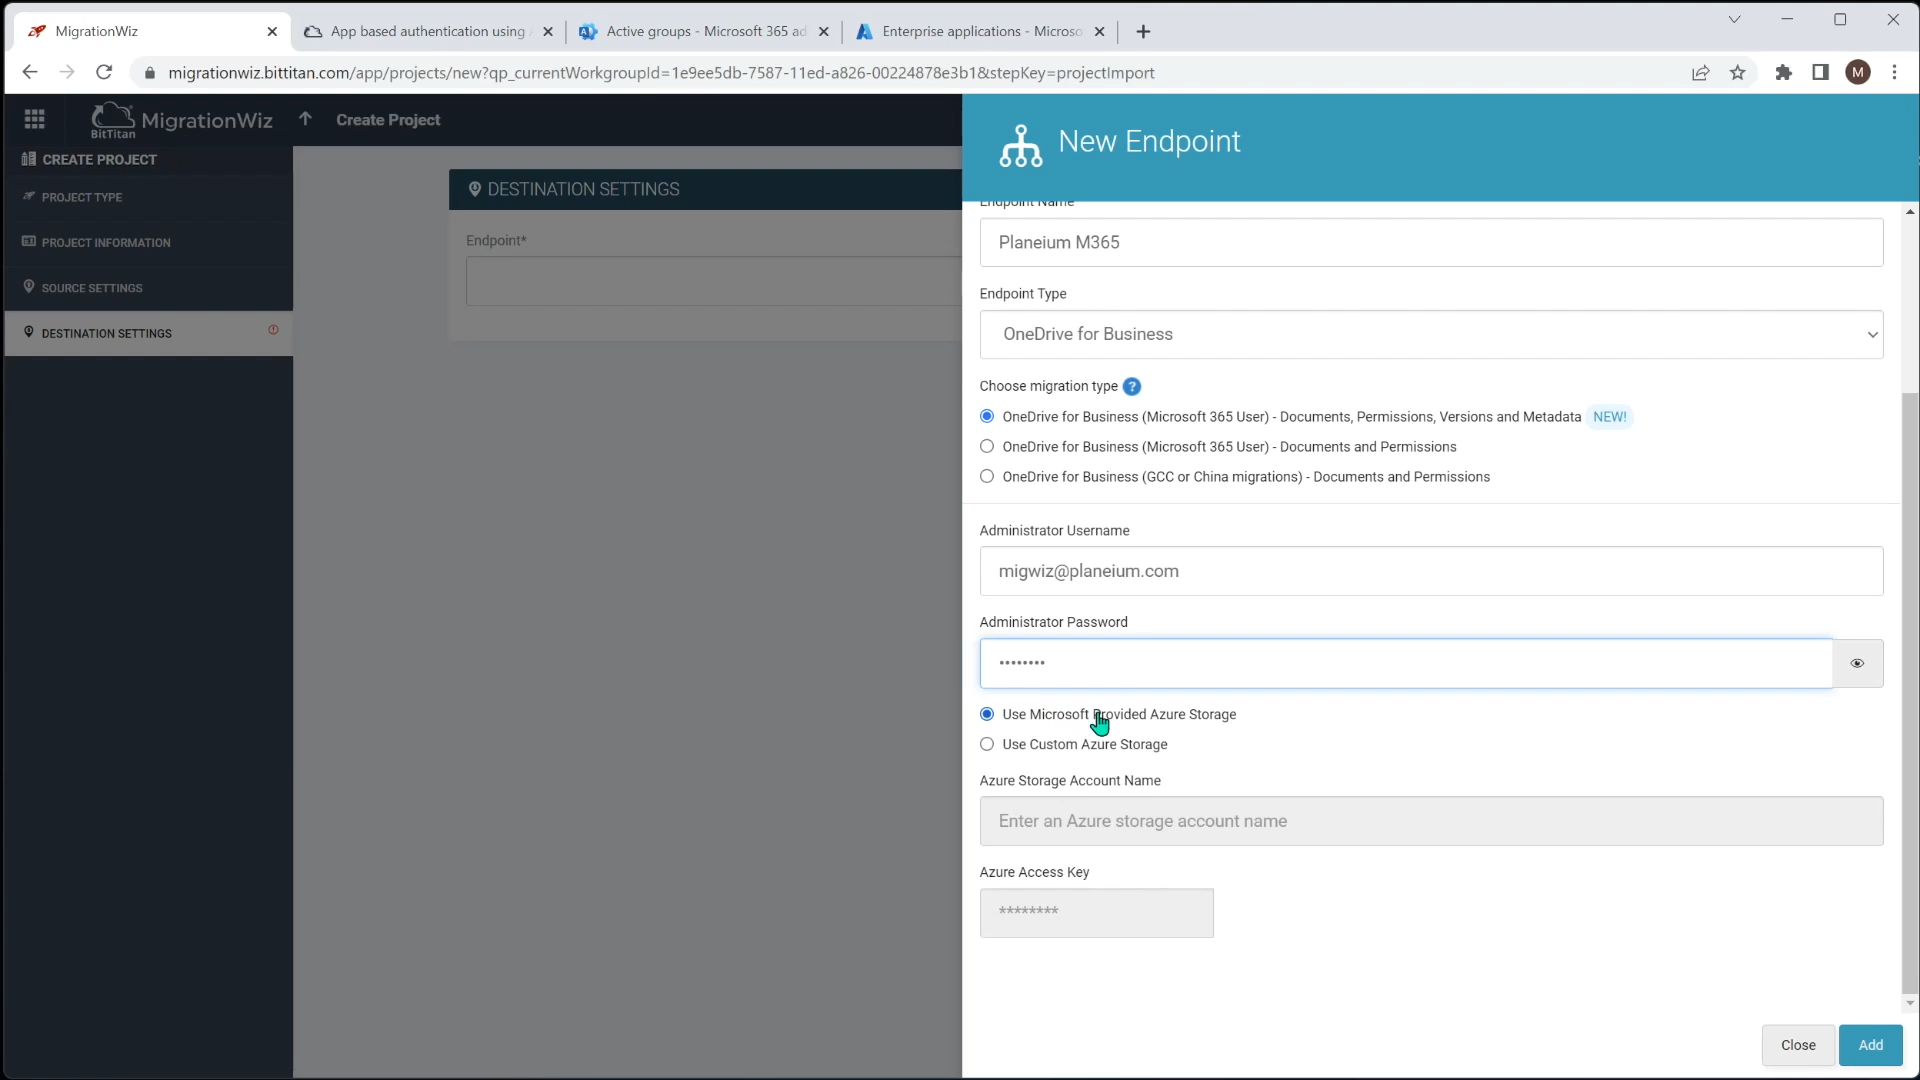 MigrationWiz
App based authentication using
Active groups - Microsoft 365 ad
Enterprise applications - Microso
migrationwiz.bittitan.com/app/projects/new?qp_currentWorkgroupId=1e9ee5db-7587-11ed-a826-00224878e3b1&stepKey=projectImport
M
BitTitan
MigrationWiz
Create Project
CREATE PROJECT
PROJECT TYPE
PROJECT INFORMATION
SOURCE SETTINGS
DESTINATION SETTINGS
DESTINATION SETTINGS
Endpoint*
New Endpoint
Endpoint Name
Planeium M365
Endpoint Type
OneDrive for Business
Choose migration type ?
OneDrive for Business (Microsoft 365 User) - Documents, Permissions, Versions and Metadata NEW!
OneDrive for Business (Microsoft 365 User) - Documents and Permissions
OneDrive for Business (GCC or China migrations) - Documents and Permissions
Administrator Username
migwiz@planeium.com
Administrator Password
••••••••
Use Microsoft Provided Azure Storage
Use Custom Azure Storage
Azure Storage Account Name
Enter an Azure storage account name
Azure Access Key
********
Close
Add